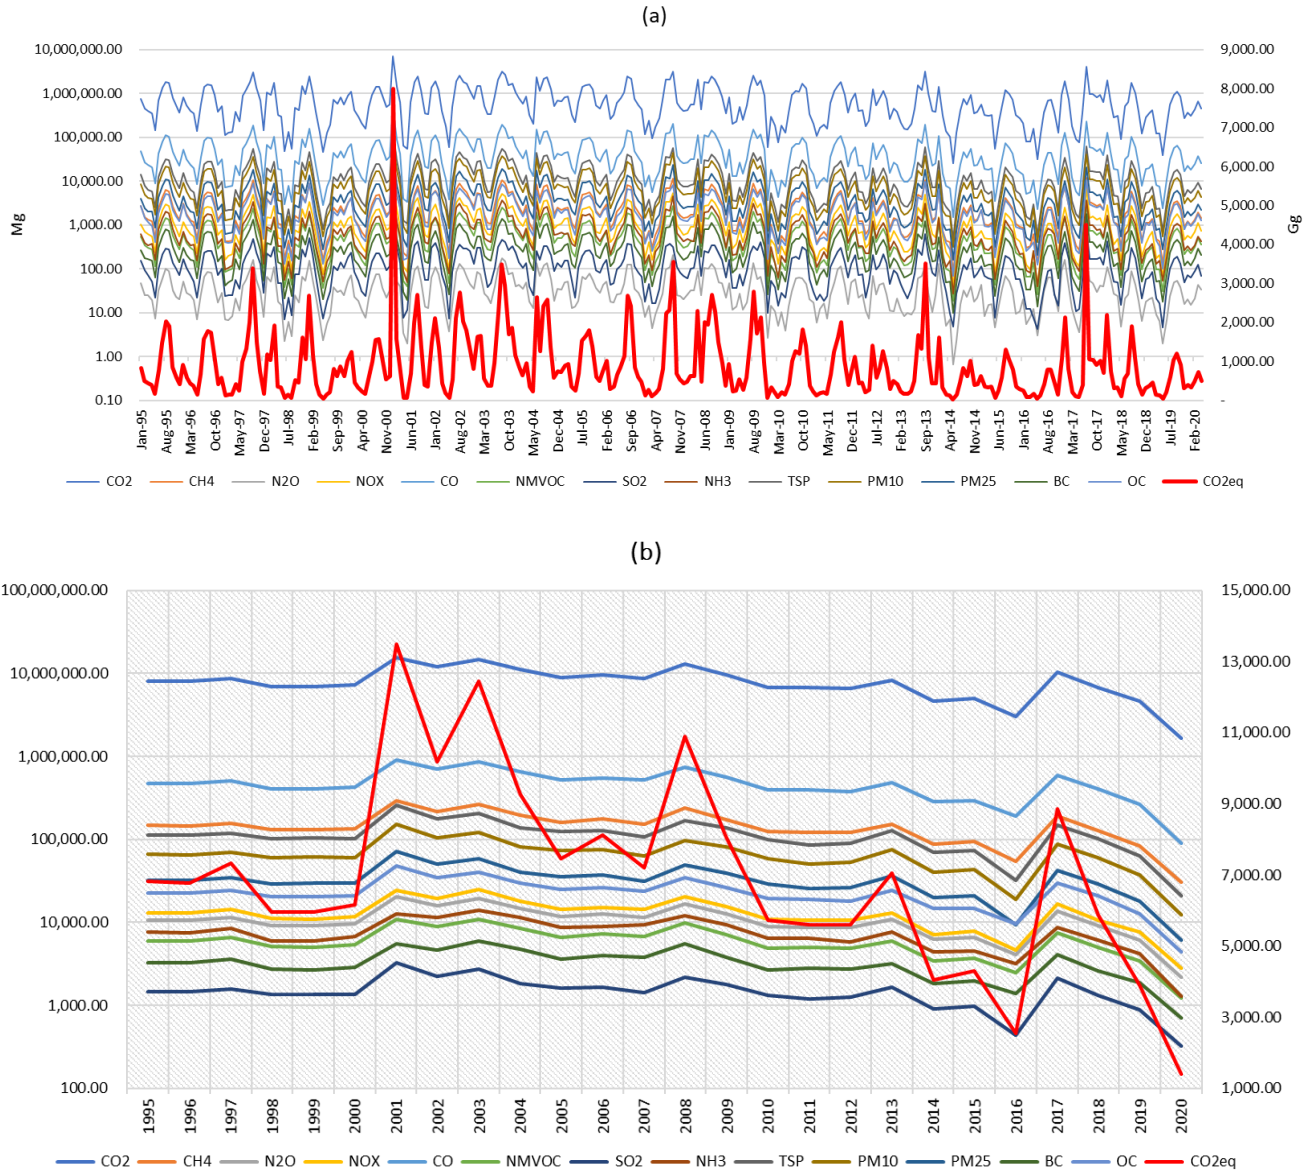 (a)
10,000,000.00
1,000,000.00
100,000.00
10,000.00
1,000.00
100.00
10.00
1.00
0.10
Mg
9,000.00
8,000.00
7,000.00
6,000.00
5,000.00
4,000.00
3,000.00
2,000.00
1,000.00
-
Gg
Jan-95
Aug-95
Mar-96
Oct-96
May-97
Dec-97
Jul-98
Feb-99
Sep-99
Apr-00
Nov-00
Jun-01
Jan-02
Aug-02
Mar-03
Oct-03
May-04
Dec-04
Jul-05
Feb-06
Sep-06
Apr-07
Nov-07
Jun-08
Jan-09
Aug-09
Mar-10
Oct-10
May-11
Dec-11
Jul-12
Feb-13
Sep-13
Apr-14
Nov-14
Jun-15
Jan-16
Aug-16
Mar-17
Oct-17
May-18
Dec-18
Jul-19
Feb-20
CO2 CH4 N2O NOX CO NMVOC SO2 NH3 TSP PM10 PM25 BC OC CO2eq
(b)
100,000,000.00
10,000,000.00
1,000,000.00
100,000.00
10,000.00
1,000.00
100.00
15,000.00
13,000.00
11,000.00
9,000.00
7,000.00
5,000.00
3,000.00
1,000.00
1995
1996
1997
1998
1999
2000
2001
2002
2003
2004
2005
2006
2007
2008
2009
2010
2011
2012
2013
2014
2015
2016
2017
2018
2019
2020
CO2 CH4 N2O NOX CO NMVOC SO2 NH3 TSP PM10 PM25 BC OC CO2eq